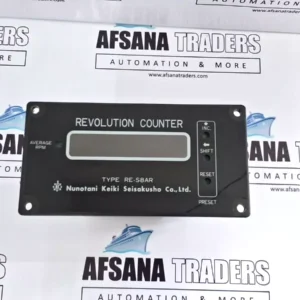 AFSANA TRADERS
AUTOMATION & MORE
www.afsanatraders.com
REVOLUTION COUNTER
INC.
SHIFT
AVERAGE
RPM
RESET
TYPE RE-SBAR
Nunotani Keiki Seisakusho Co.,Ltd.
PRESET
AFSANA TRADERS
AUTOMATION & MORE